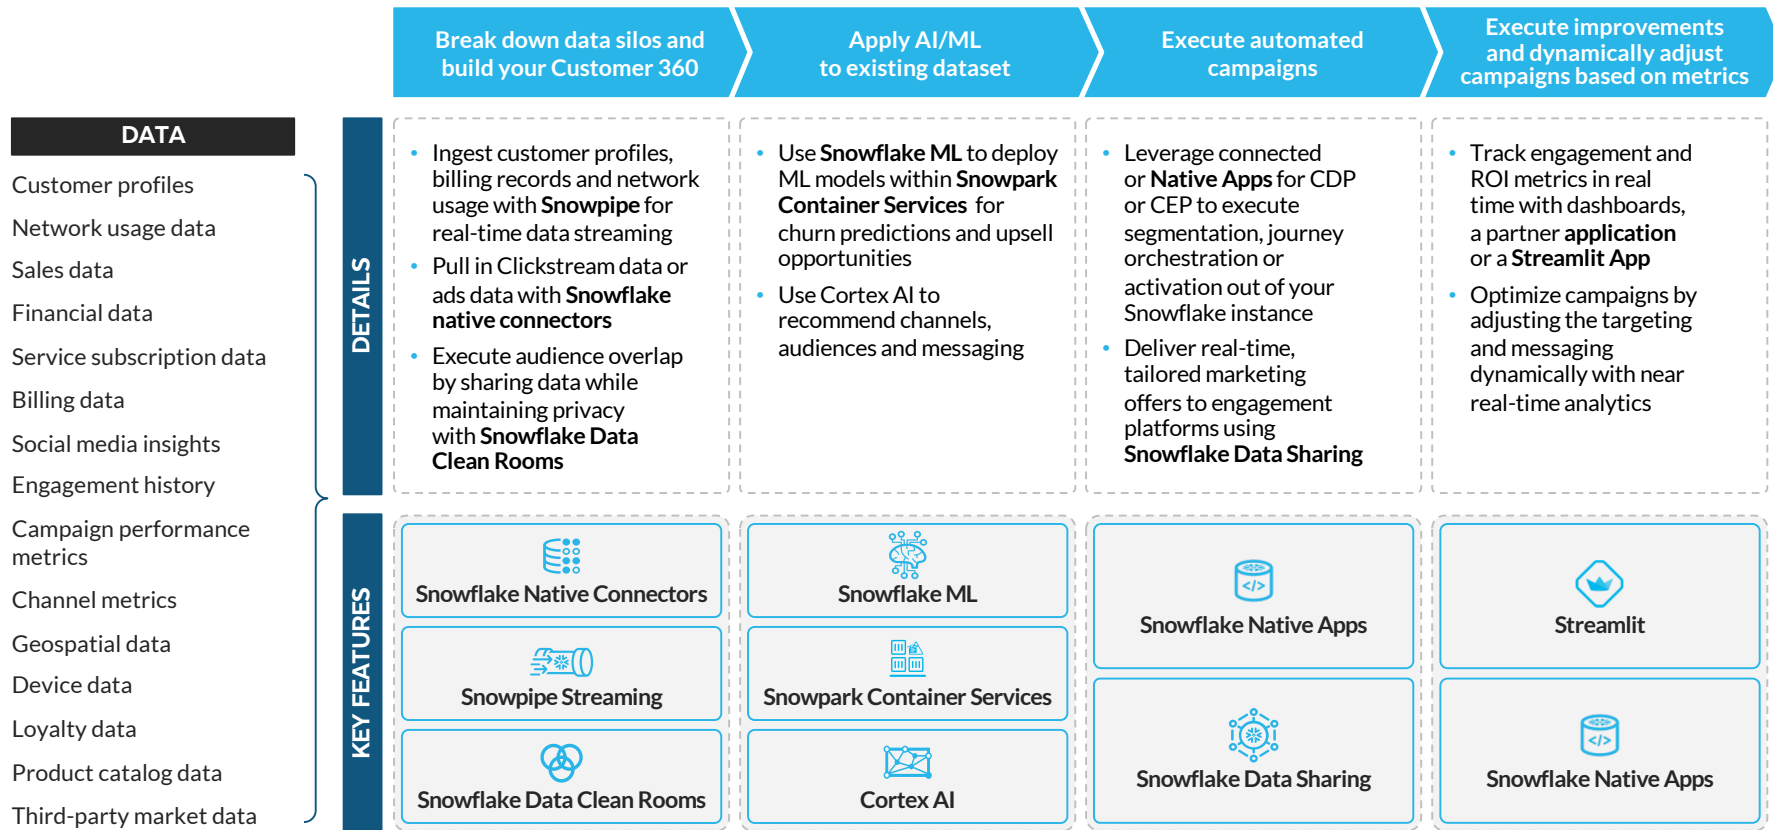 Break down data silos and
build your Customer 360
Apply AI/ML
to existing dataset
Execute automated
campaigns
Execute improvements
and dynamically adjust
campaigns based on metrics
DATA
Customer profiles
Network usage data
Sales data
Financial data
Service subscription data
Billing data
Social media insights
Engagement history
Campaign performance
metrics
Channel metrics
Geospatial data
Device data
Loyalty data
Product catalog data
Third-party market data
DETAILS
• Ingest customer profiles,
billing records and network
usage with Snowpipe for
real-time data streaming
• Pull in Clickstream data or
ads data with Snowflake
native connectors
• Execute audience overlap
by sharing data while
maintaining privacy
with Snowflake Data
Clean Rooms
• Use Snowflake ML to deploy
ML models within Snowpark
Container Services for
churn predictions and upsell
opportunities
• Use Cortex AI to
recommend channels,
audiences and messaging
• Leverage connected
or Native Apps for CDP
or CEP to execute
segmentation, journey
orchestration or
activation out of your
Snowflake instance
• Deliver real-time,
tailored marketing
offers to engagement
platforms using
Snowflake Data Sharing
• Track engagement and
ROI metrics in real
time with dashboards,
a partner application
or a Streamlit App
• Optimize campaigns by
adjusting the targeting
and messaging
dynamically with near
real-time analytics
KEY FEATURES
Snowflake Native Connectors
Snowpipe Streaming
Snowflake Data Clean Rooms
Snowflake ML
Snowpark Container Services
Cortex AI
</>
Snowflake Native Apps
Snowflake Data Sharing
Streamlit
</>
Snowflake Native Apps